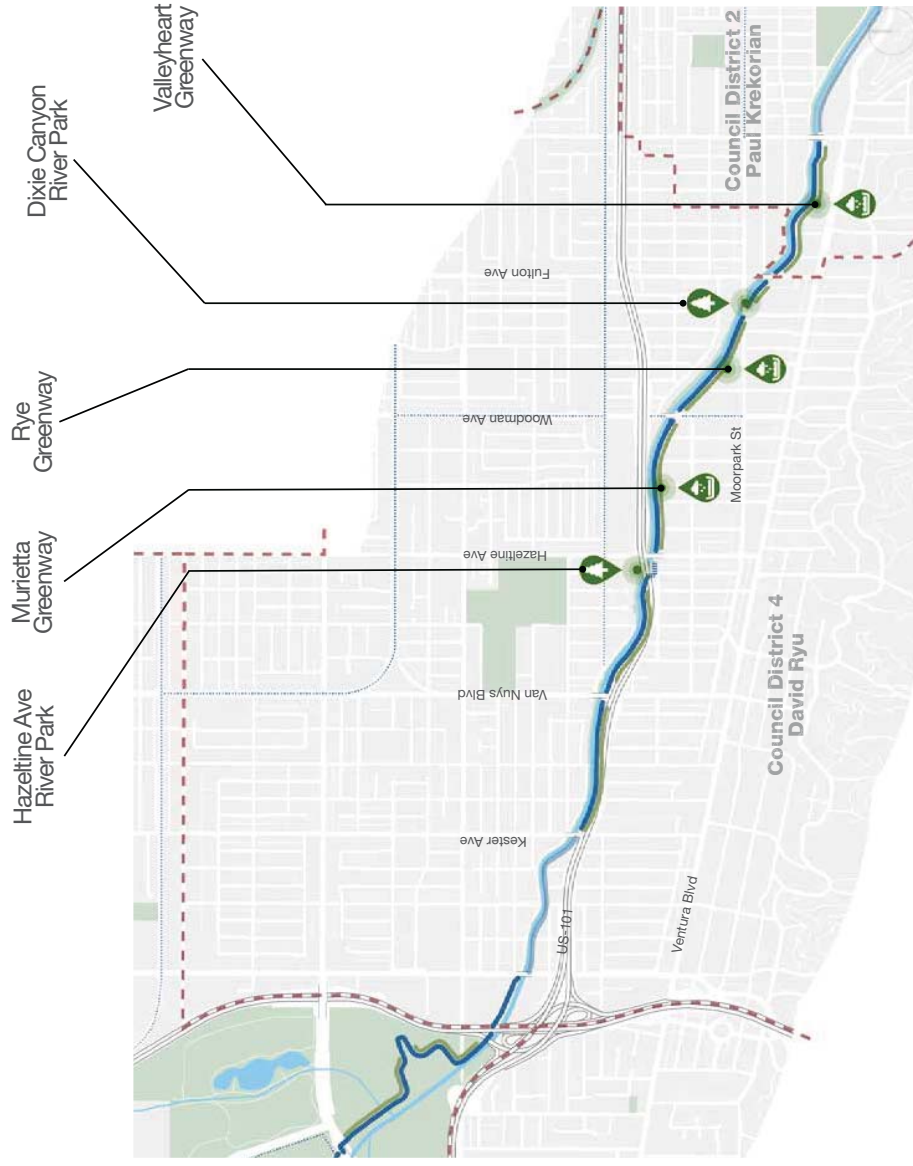 Hazeltine Ave
River Park
Murietta
Greenway
Rye
Greenway
Dixie Canyon
River Park
Valleyheart
Greenway
Kester Ave
Van Nuys Blvd
Hazeltine Ave
Woodman Ave
Fulton Ave
US-101
Ventura Blvd
Moorpark St
Council District 4
David Ryu
Council District 2
Paul Krekorian